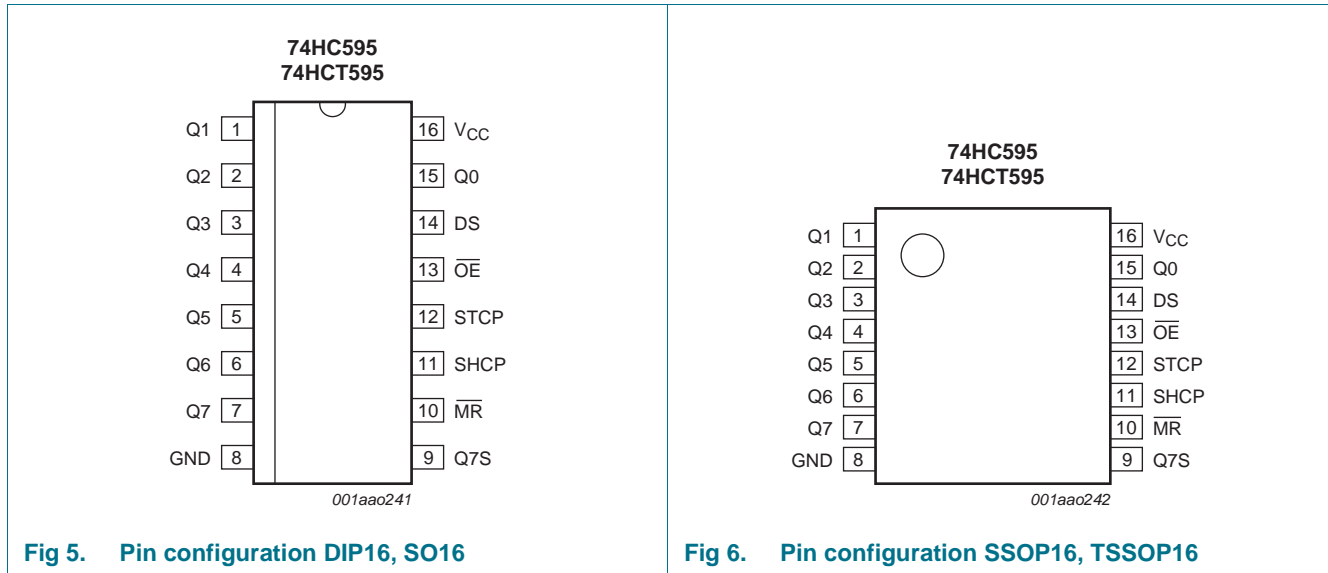 74HC595
74HCT595
Q1 1 16 VCC
Q2 2 15 Q0
Q3 3 14 DS
Q4 4 13 O̅E̅
Q5 5 12 STCP
Q6 6 11 SHCP
Q7 7 10 M̅R̅
GND 8 9 Q7S
001aao241
Fig 5. Pin configuration DIP16, SO16
74HC595
74HCT595
Q1 1 16 VCC
Q2 2 15 Q0
Q3 3 14 DS
Q4 4 13 O̅E̅
Q5 5 12 STCP
Q6 6 11 SHCP
Q7 7 10 M̅R̅
GND 8 9 Q7S
001aao242
Fig 6. Pin configuration SSOP16, TSSOP16